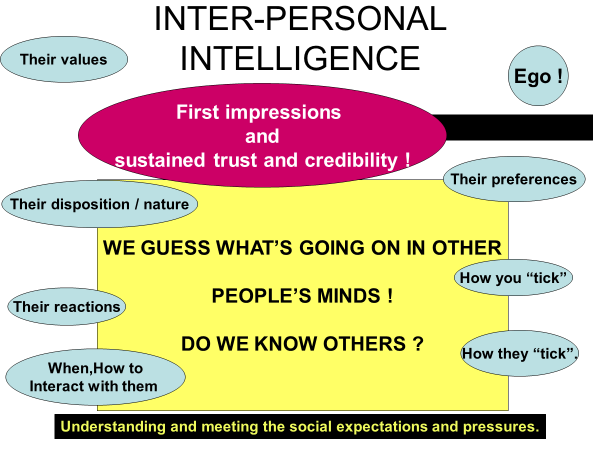 INTER-PERSONAL
INTELLIGENCE
Their values
Ego !
First impressions
and
sustained trust and credibility !
Their preferences
Their disposition / nature
WE GUESS WHAT’S GOING ON IN OTHER
PEOPLE’S MINDS !
How you “tick”
Their reactions
DO WE KNOW OTHERS ?
How they “tick”.
When,How to
Interact with them
Understanding and meeting the social expectations and pressures.